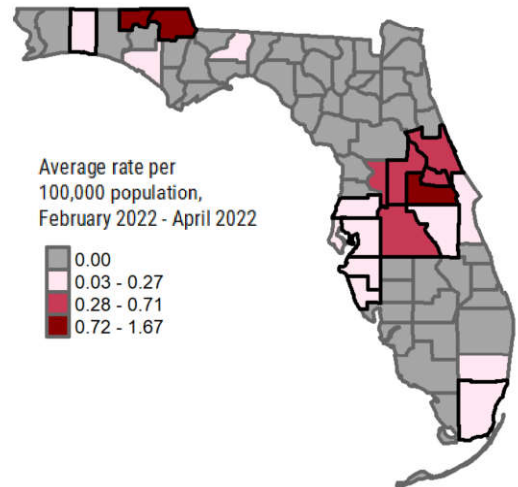 Average rate per
100,000 population,
February 2022 - April 2022
0.00
0.03 - 0.27
0.28 - 0.71
0.72 - 1.67